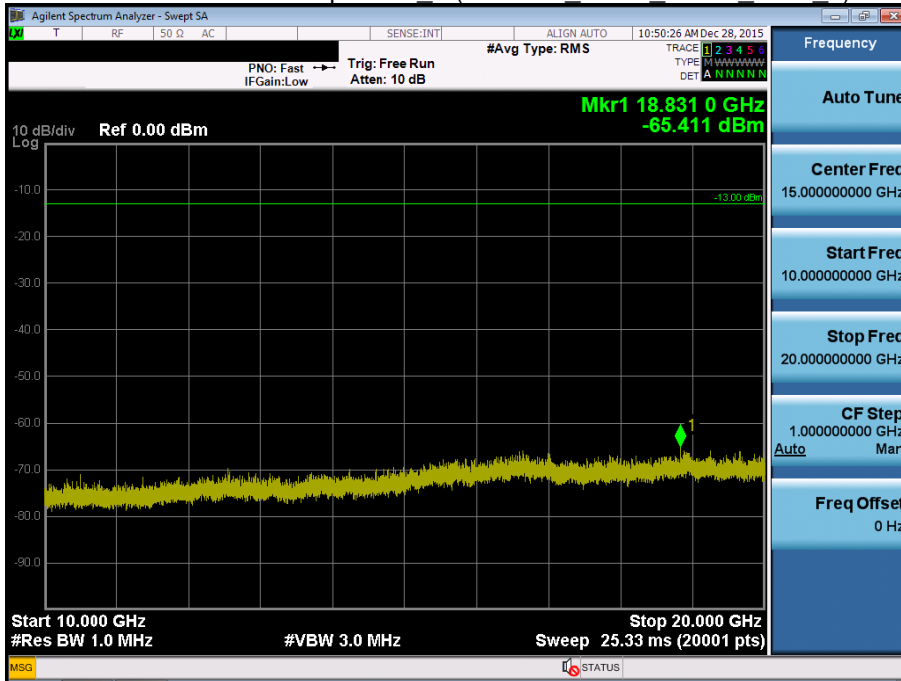 Agilent Spectrum Analyzer - Swept SA
LXI T RF 50 Ω AC SENSE:INT ALIGN AUTO 10:50:26 AM Dec 28, 2015
#Avg Type: RMS TRACE 1 2 3 4 5 6
PNO: Fast Trig: Free Run TYPE M WWWWW
IFGain:Low Atten: 10 dB DET A N N N N N
Mkr1 18.831 0 GHz
-65.411 dBm
10 dB/div Ref 0.00 dBm
Log
-10.0
-13.00 dBm
-20.0
-30.0
-40.0
-50.0
-60.0
1
-70.0
-80.0
-90.0
Start 10.000 GHz Stop 20.000 GHz
#Res BW 1.0 MHz #VBW 3.0 MHz Sweep 25.33 ms (20001 pts)
MSG STATUS
Frequency
Auto Tune
Center Freq
15.000000000 GHz
Start Freq
10.000000000 GHz
Stop Freq
20.000000000 GHz
CF Step
1.000000000 GHz
Auto Man
Freq Offset
0 Hz